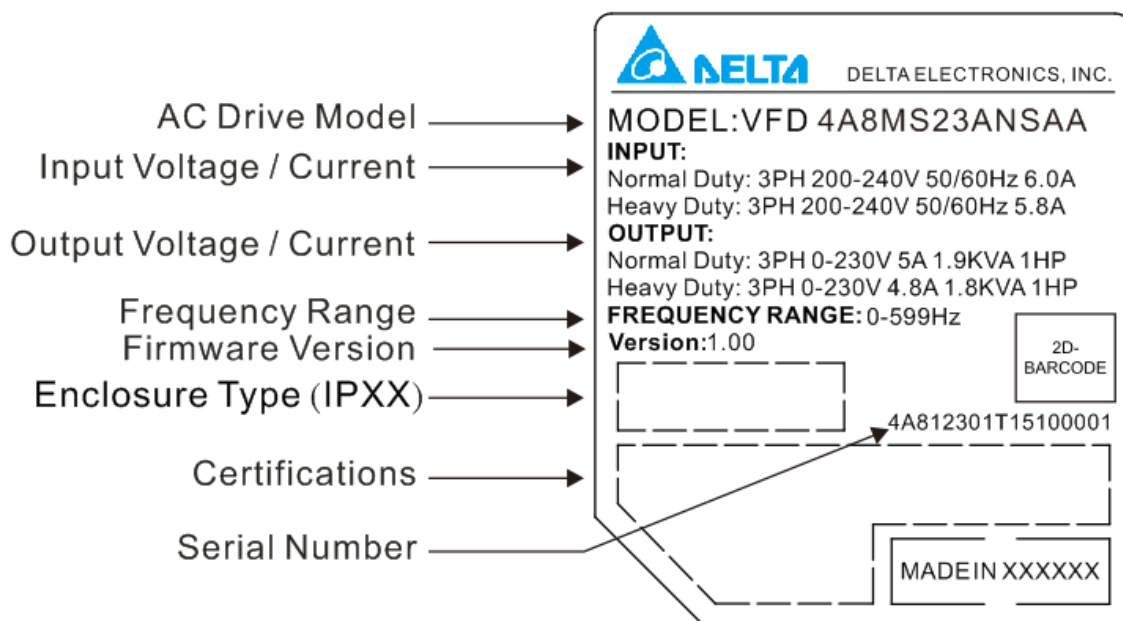 DELTA DELTA ELECTRONICS, INC.
AC Drive Model
MODEL:VFD 4A8MS23ANSAA
Input Voltage / Current
INPUT:
Normal Duty: 3PH 200-240V 50/60Hz 6.0A
Heavy Duty: 3PH 200-240V 50/60Hz 5.8A
Output Voltage / Current
OUTPUT:
Normal Duty: 3PH 0-230V 5A 1.9KVA 1HP
Heavy Duty: 3PH 0-230V 4.8A 1.8KVA 1HP
Frequency Range
FREQUENCY RANGE: 0-599Hz
Firmware Version
Version:1.00
2D-
BARCODE
Enclosure Type (IPXX)
4A812301T15100001
Certifications
Serial Number
MADE IN XXXXXX